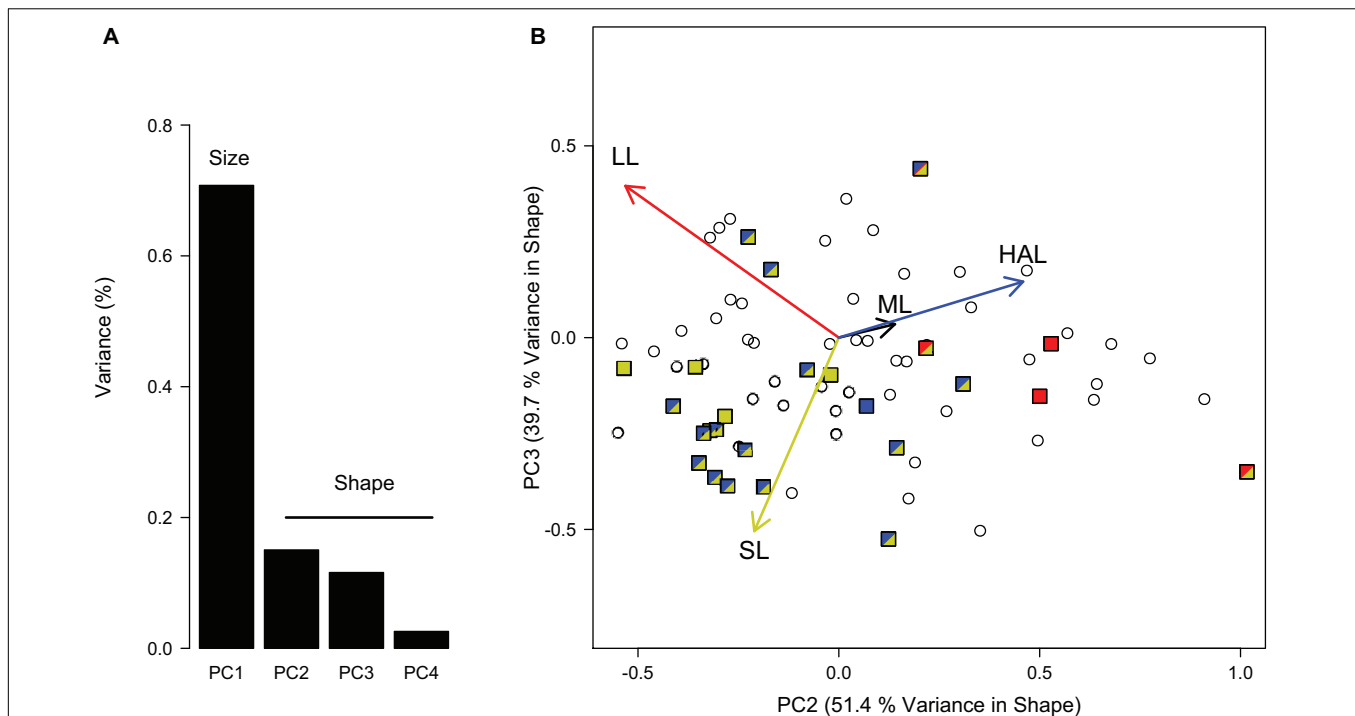 A
0.8
0.6
0.4
0.2
0.0
Variance (%)
Size
Shape
PC1 PC2 PC3 PC4
B
0.5
0.0
-0.5
PC3 (39.7 % Variance in Shape)
LL
HAL
ML
SL
-0.5 0.0 0.5 1.0
PC2 (51.4 % Variance in Shape)